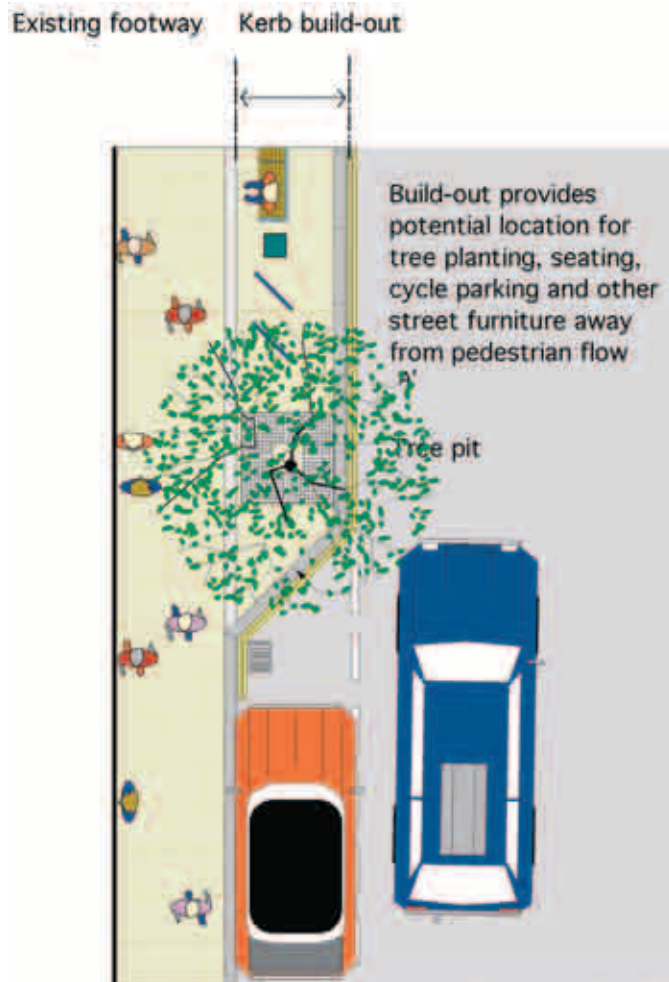 Existing footway
Kerb build-out
Build-out provides
potential location for
tree planting, seating,
cycle parking and other
street furniture away
from pedestrian flow
Tree pit